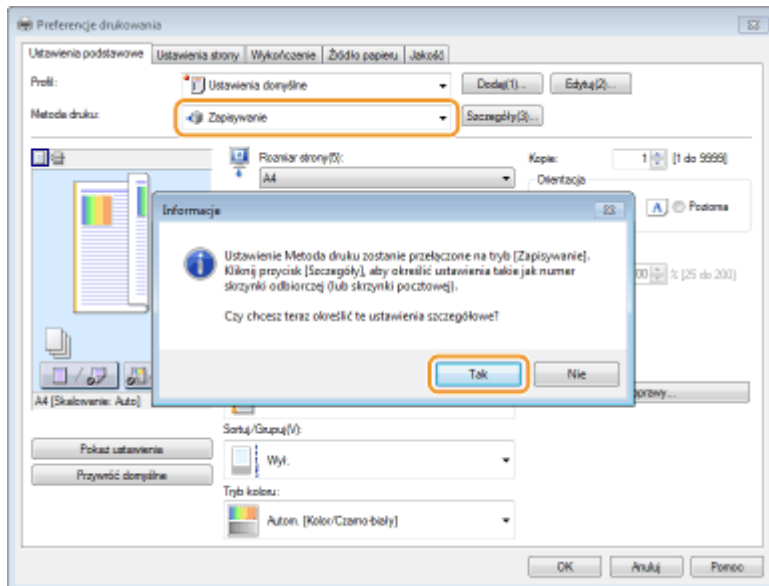 Preferencje drukowania
Ustawienia podstawowe Ustawienia strony Wykończenie Źródło papieru Jakość
Profil: Ustawienia domyślne Dodaj(1)... Edytuj(2)...
Metoda druku: Zapisywanie Szczegóły(3)...
Rozmiar strony(5): Kopie: 1 [1 do 9999]
A4 Orientacja
A Pozioma
Informacje
Ustawienie Metoda druku zostanie przełączone na tryb [Zapisywanie].
Kliknij przycisk [Szczegóły], aby określić ustawienia takie jak numer
skrzynki odbiorczej (lub skrzynki pocztowej).
00 % [25 do 200]
Czy chcesz teraz określić te ustawienia szczegółowe?
Tak Nie
A4 [Skalowanie: Auto]
Sortuj/Grupuj(V):
Pokaż ustawienia
Wył.
Przywróć domyślne
Tryb koloru:
Autom. [Kolor/Czarno-biały]
OK Anuluj Pomoc